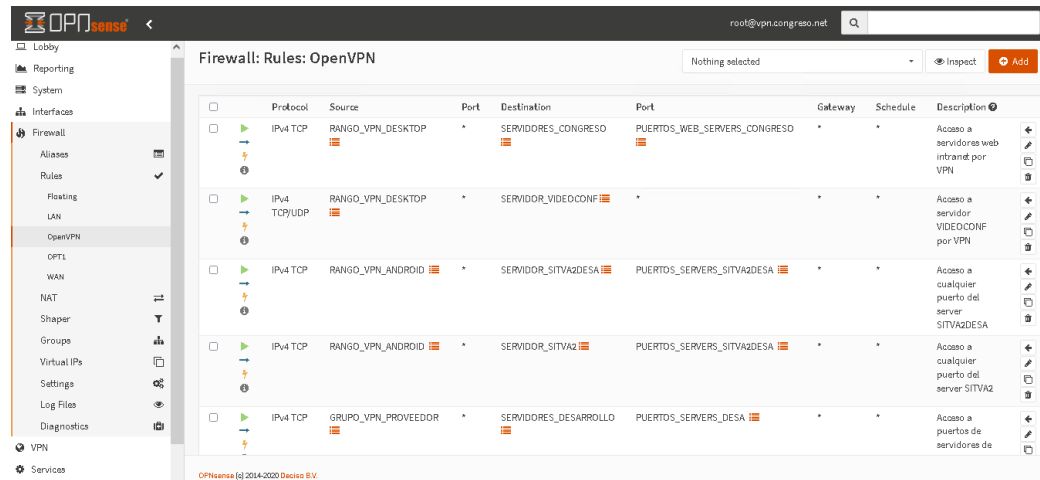 OPNsense
root@vpn.congreso.net
Lobby
Reporting
System
Interfaces
Firewall
Aliases
Rules
Floating
LAN
OpenVPN
OPT1
WAN
NAT
Shaper
Groups
Virtual IPs
Settings
Log Files
Diagnostics
VPN
Services
Firewall: Rules: OpenVPN
Nothing selected
Inspect
Add
Protocol Source Port Destination Port Gateway Schedule Description
IPv4 TCP RANGO_VPN_DESKTOP * SERVIDORES_CONGRESO PUERTOS_WEB_SERVERS_CONGRESO * * Acceso a
servidores web
intranet por
VPN
IPv4 RANGO_VPN_DESKTOP * SERVIDOR_VIDEOCONF * * * Acceso a
TCP/UDP servidor
VIDEOCONF
por VPN
IPv4 TCP RANGO_VPN_ANDROID * SERVIDOR_SITVA2DESA PUERTOS_SERVERS_SITVA2DESA * * Acceso a
cualquier
puerto del
server
SITVA2DESA
IPv4 TCP RANGO_VPN_ANDROID * SERVIDOR_SITVA2 PUERTOS_SERVERS_SITVA2DESA * * Acceso a
cualquier
puerto del
server SITVA2
IPv4 TCP GRUPO_VPN_PROVEEDOR * SERVIDORES_DESARROLLO PUERTOS_SERVERS_DESA * * Acceso a
puertos de
servidores de
OPNsense (c) 2014-2020 Deciso B.V.